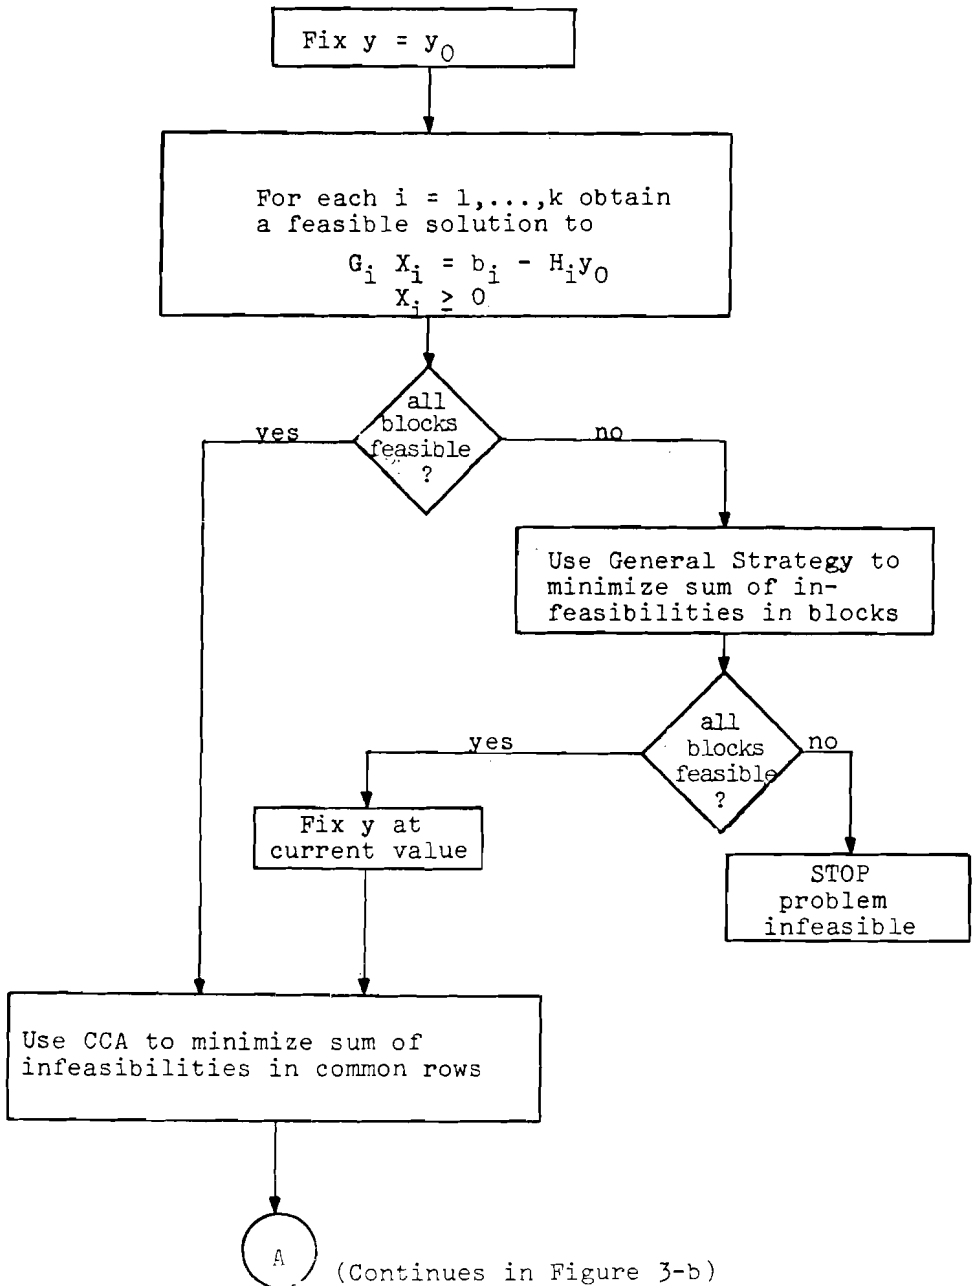 Fix y = y0
For each i = 1,...,k obtain
a feasible solution to
Gi Xi = bi - Hiy0
Xi ≥ 0
all
blocks
feasible
?
yes
no
Use General Strategy to
minimize sum of in-
feasibilities in blocks
all
blocks
feasible
?
yes
no
Fix y at
current value
STOP
problem
infeasible
Use CCA to minimize sum of
infeasibilities in common rows
A
(Continues in Figure 3-b)